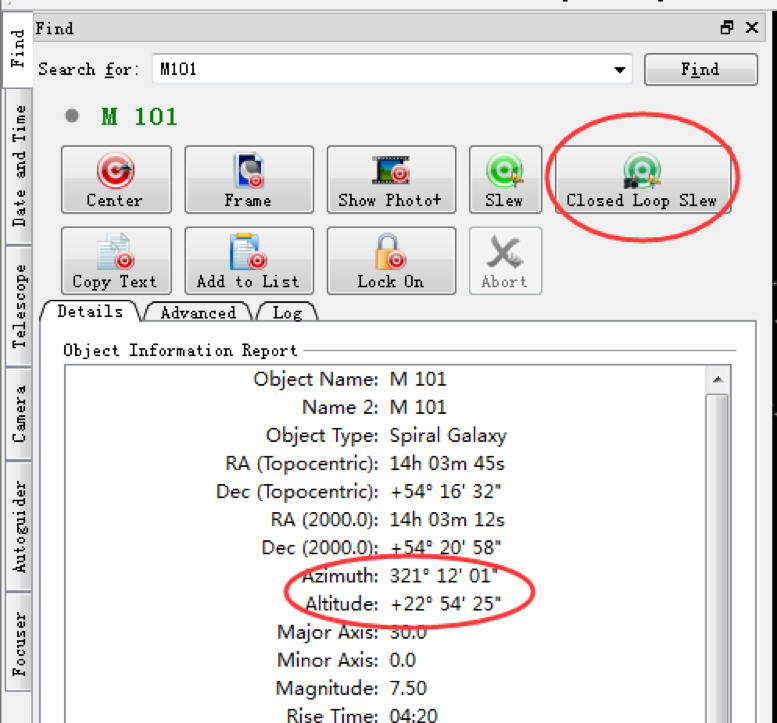 Find
Search for: M101 Find
M 101
Center Frame Show Photo+ Slew Closed Loop Slew
Copy Text Add to List Lock On Abort
Details Advanced Log
Object Information Report
Object Name: M 101
Name 2: M 101
Object Type: Spiral Galaxy
RA (Topocentric): 14h 03m 45s
Dec (Topocentric): +54° 16' 32"
RA (2000.0): 14h 03m 12s
Dec (2000.0): +54° 20' 58"
Azimuth: 321° 12' 01"
Altitude: +22° 54' 25"
Major Axis: 30.0
Minor Axis: 0.0
Magnitude: 7.50
Rise Time: 04:20
Find
Date and Time
Telescope
Camera
Autoguider
Focuser